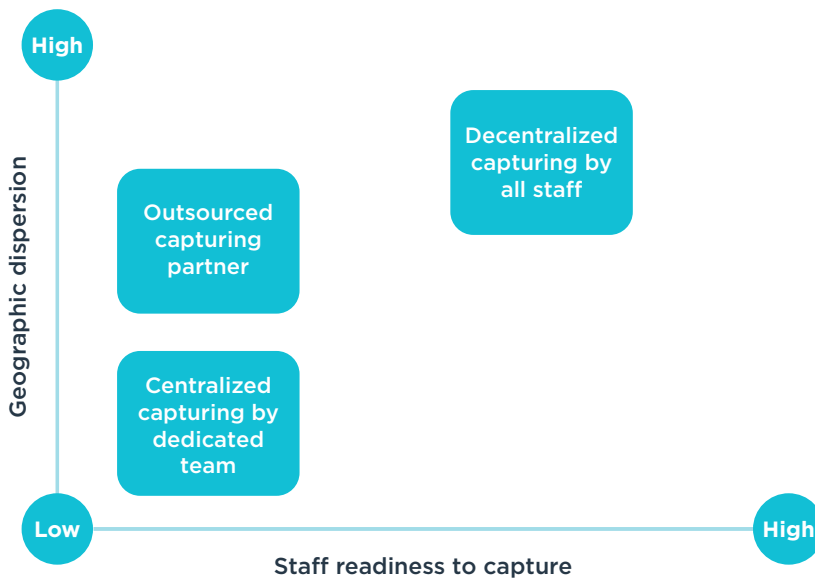 High
Decentralized
capturing by
all staff
Outsourced
capturing
partner
Geographic dispersion
Centralized
capturing by
dedicated
team
Low
High
Staff readiness to capture